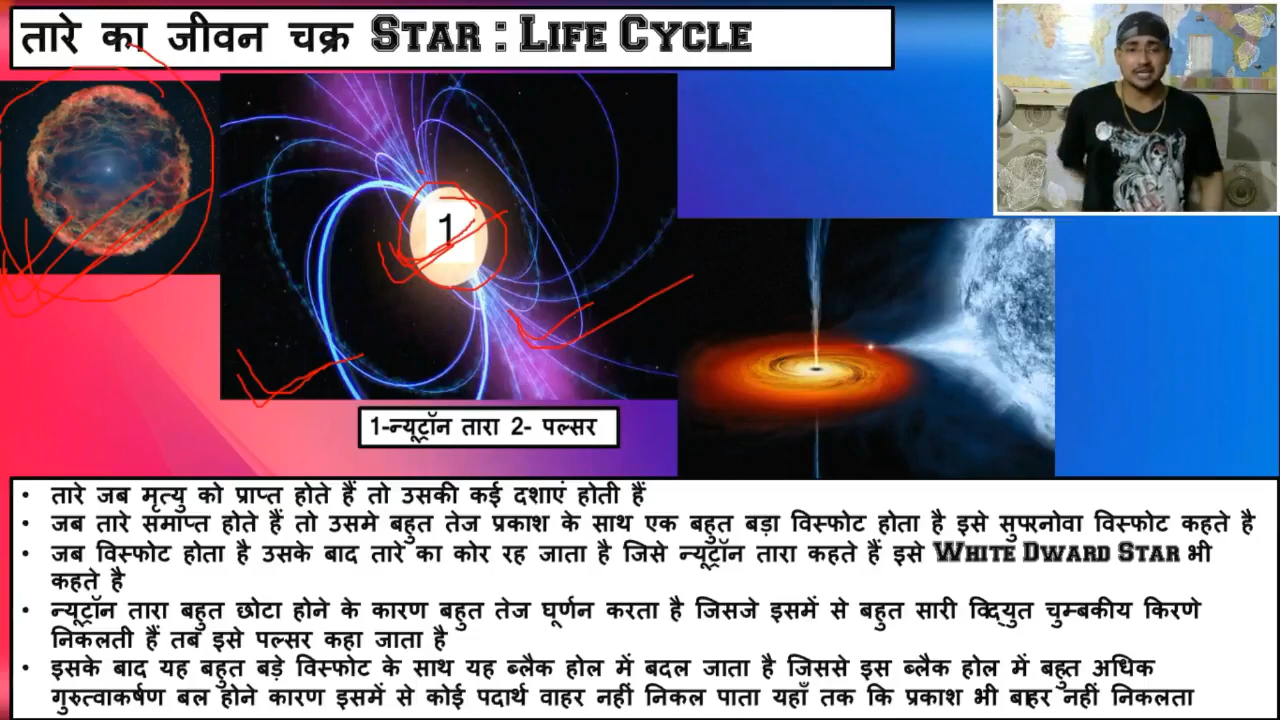 तारे का जीवन चक्र STAR : LIFE CYCLE
1
1-न्यूट्रॉन तारा 2- पल्सर
• तारे जब मृत्यु को प्राप्त होते हैं तो उसकी कई दशाएं होती हैं
• जब तारे समाप्त होते हैं तो उसमे बहुत तेज प्रकाश के साथ एक बहुत बड़ा विस्फोट होता है इसे सुपरनोवा विस्फोट कहते है
• जब विस्फोट होता है उसके बाद तारे का कोर रह जाता है जिसे न्यूट्रॉन तारा कहते हैं इसे WHITE DWARD STAR भी
कहते है
• न्यूट्रॉन तारा बहुत छोटा होने के कारण बहुत तेज घूर्णन करता है जिसजे इसमें से बहुत सारी विद्युत चुम्बकीय किरणे
निकलती हैं तब इसे पल्सर कहा जाता है
• इसके बाद यह बहुत बड़े विस्फोट के साथ यह ब्लैक होल में बदल जाता है जिससे इस ब्लैक होल में बहुत अधिक
गुरुत्वाकर्षण बल होने कारण इसमें से कोई पदार्थ वाहर नहीं निकल पाता यहाँ तक कि प्रकाश भी बाहर नहीं निकलता